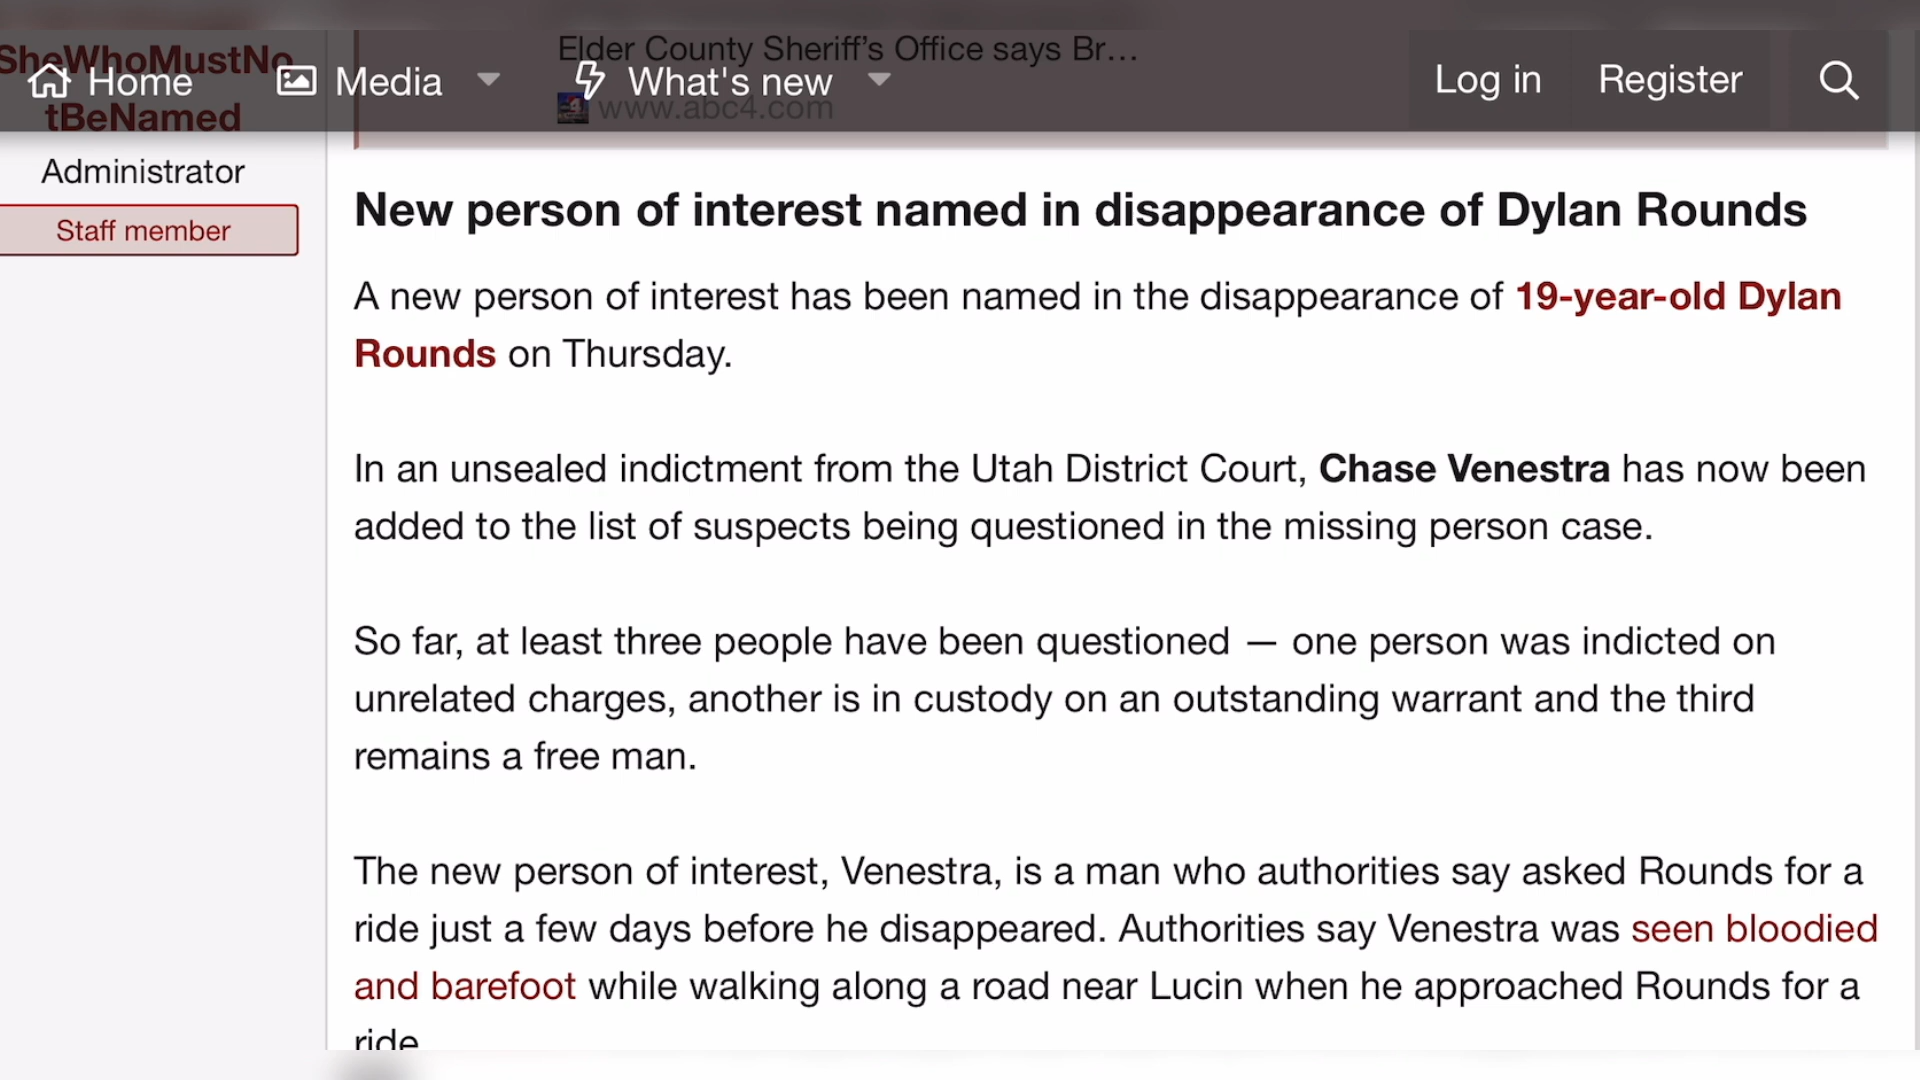 Elder County Sheriff’s Office says Br...
SheWhoMustNo
tBeNamed
Home
Media
What's new
Log in
Register
www.abc4.com
Administrator
Staff member
New person of interest named in disappearance of Dylan Rounds
A new person of interest has been named in the disappearance of 19-year-old Dylan
Rounds on Thursday.
In an unsealed indictment from the Utah District Court, Chase Venestra has now been
added to the list of suspects being questioned in the missing person case.
So far, at least three people have been questioned — one person was indicted on
unrelated charges, another is in custody on an outstanding warrant and the third
remains a free man.
The new person of interest, Venestra, is a man who authorities say asked Rounds for a
ride just a few days before he disappeared. Authorities say Venestra was seen bloodied
and barefoot while walking along a road near Lucin when he approached Rounds for a
ride